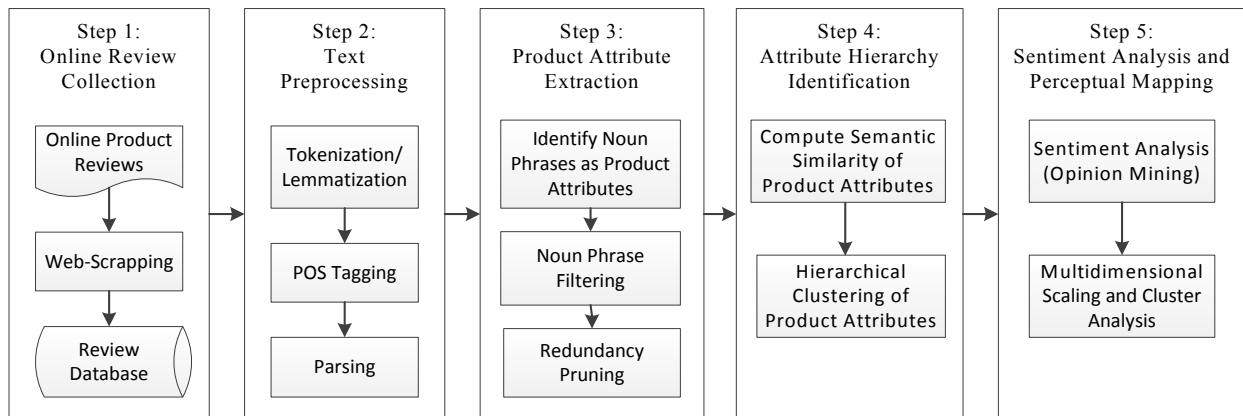 Step 1:
Online Review
Collection
Online Product
Reviews
Web-Scrapping
Review
Database
Step 2:
Text
Preprocessing
Tokenization/
Lemmatization
POS Tagging
Parsing
Step 3:
Product Attribute
Extraction
Identify Noun
Phrases as Product
Attributes
Noun Phrase
Filtering
Redundancy
Pruning
Step 4:
Attribute Hierarchy
Identification
Compute Semantic
Similarity of
Product Attributes
Hierarchical
Clustering of
Product Attributes
Step 5:
Sentiment Analysis and
Perceptual Mapping
Sentiment Analysis
(Opinion Mining)
Multidimensional
Scaling and Cluster
Analysis